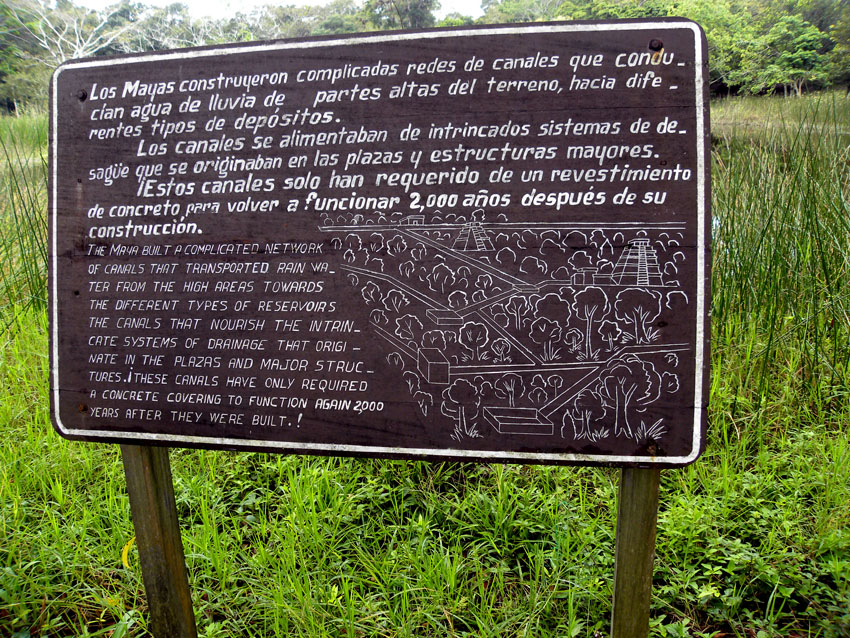 Los Mayas construyeron complicadas redes de canales que condu_
cían agua de lluvia de partes altas del terreno, hacia dife_
rentes tipos de depósitos.
Los canales se alimentaban de intrincados sistemas de de_
sagüe que se originaban en las plazas y estructuras mayores.
¡Estos canales solo han requerido de un revestimiento
de concreto para volver a funcionar 2,000 años después de su
construcción.
THE MAYA BUILT A COMPLICATED NETWORK
OF CANALS THAT TRANSPORTED RAIN WA_
TER FROM THE HIGH AREAS TOWARDS
THE DIFFERENT TYPES OF RESERVOIRS
THE CANALS THAT NOURISH THE INTRIN_
CATE SYSTEMS OF DRAINAGE THAT ORIGI_
NATE IN THE PLAZAS AND MAJOR STRUC_
TURES.¡THESE CANALS HAVE ONLY REQUIRED
A CONCRETE COVERING TO FUNCTION AGAIN 2,000
YEARS AFTER THEY WERE BUILT.!